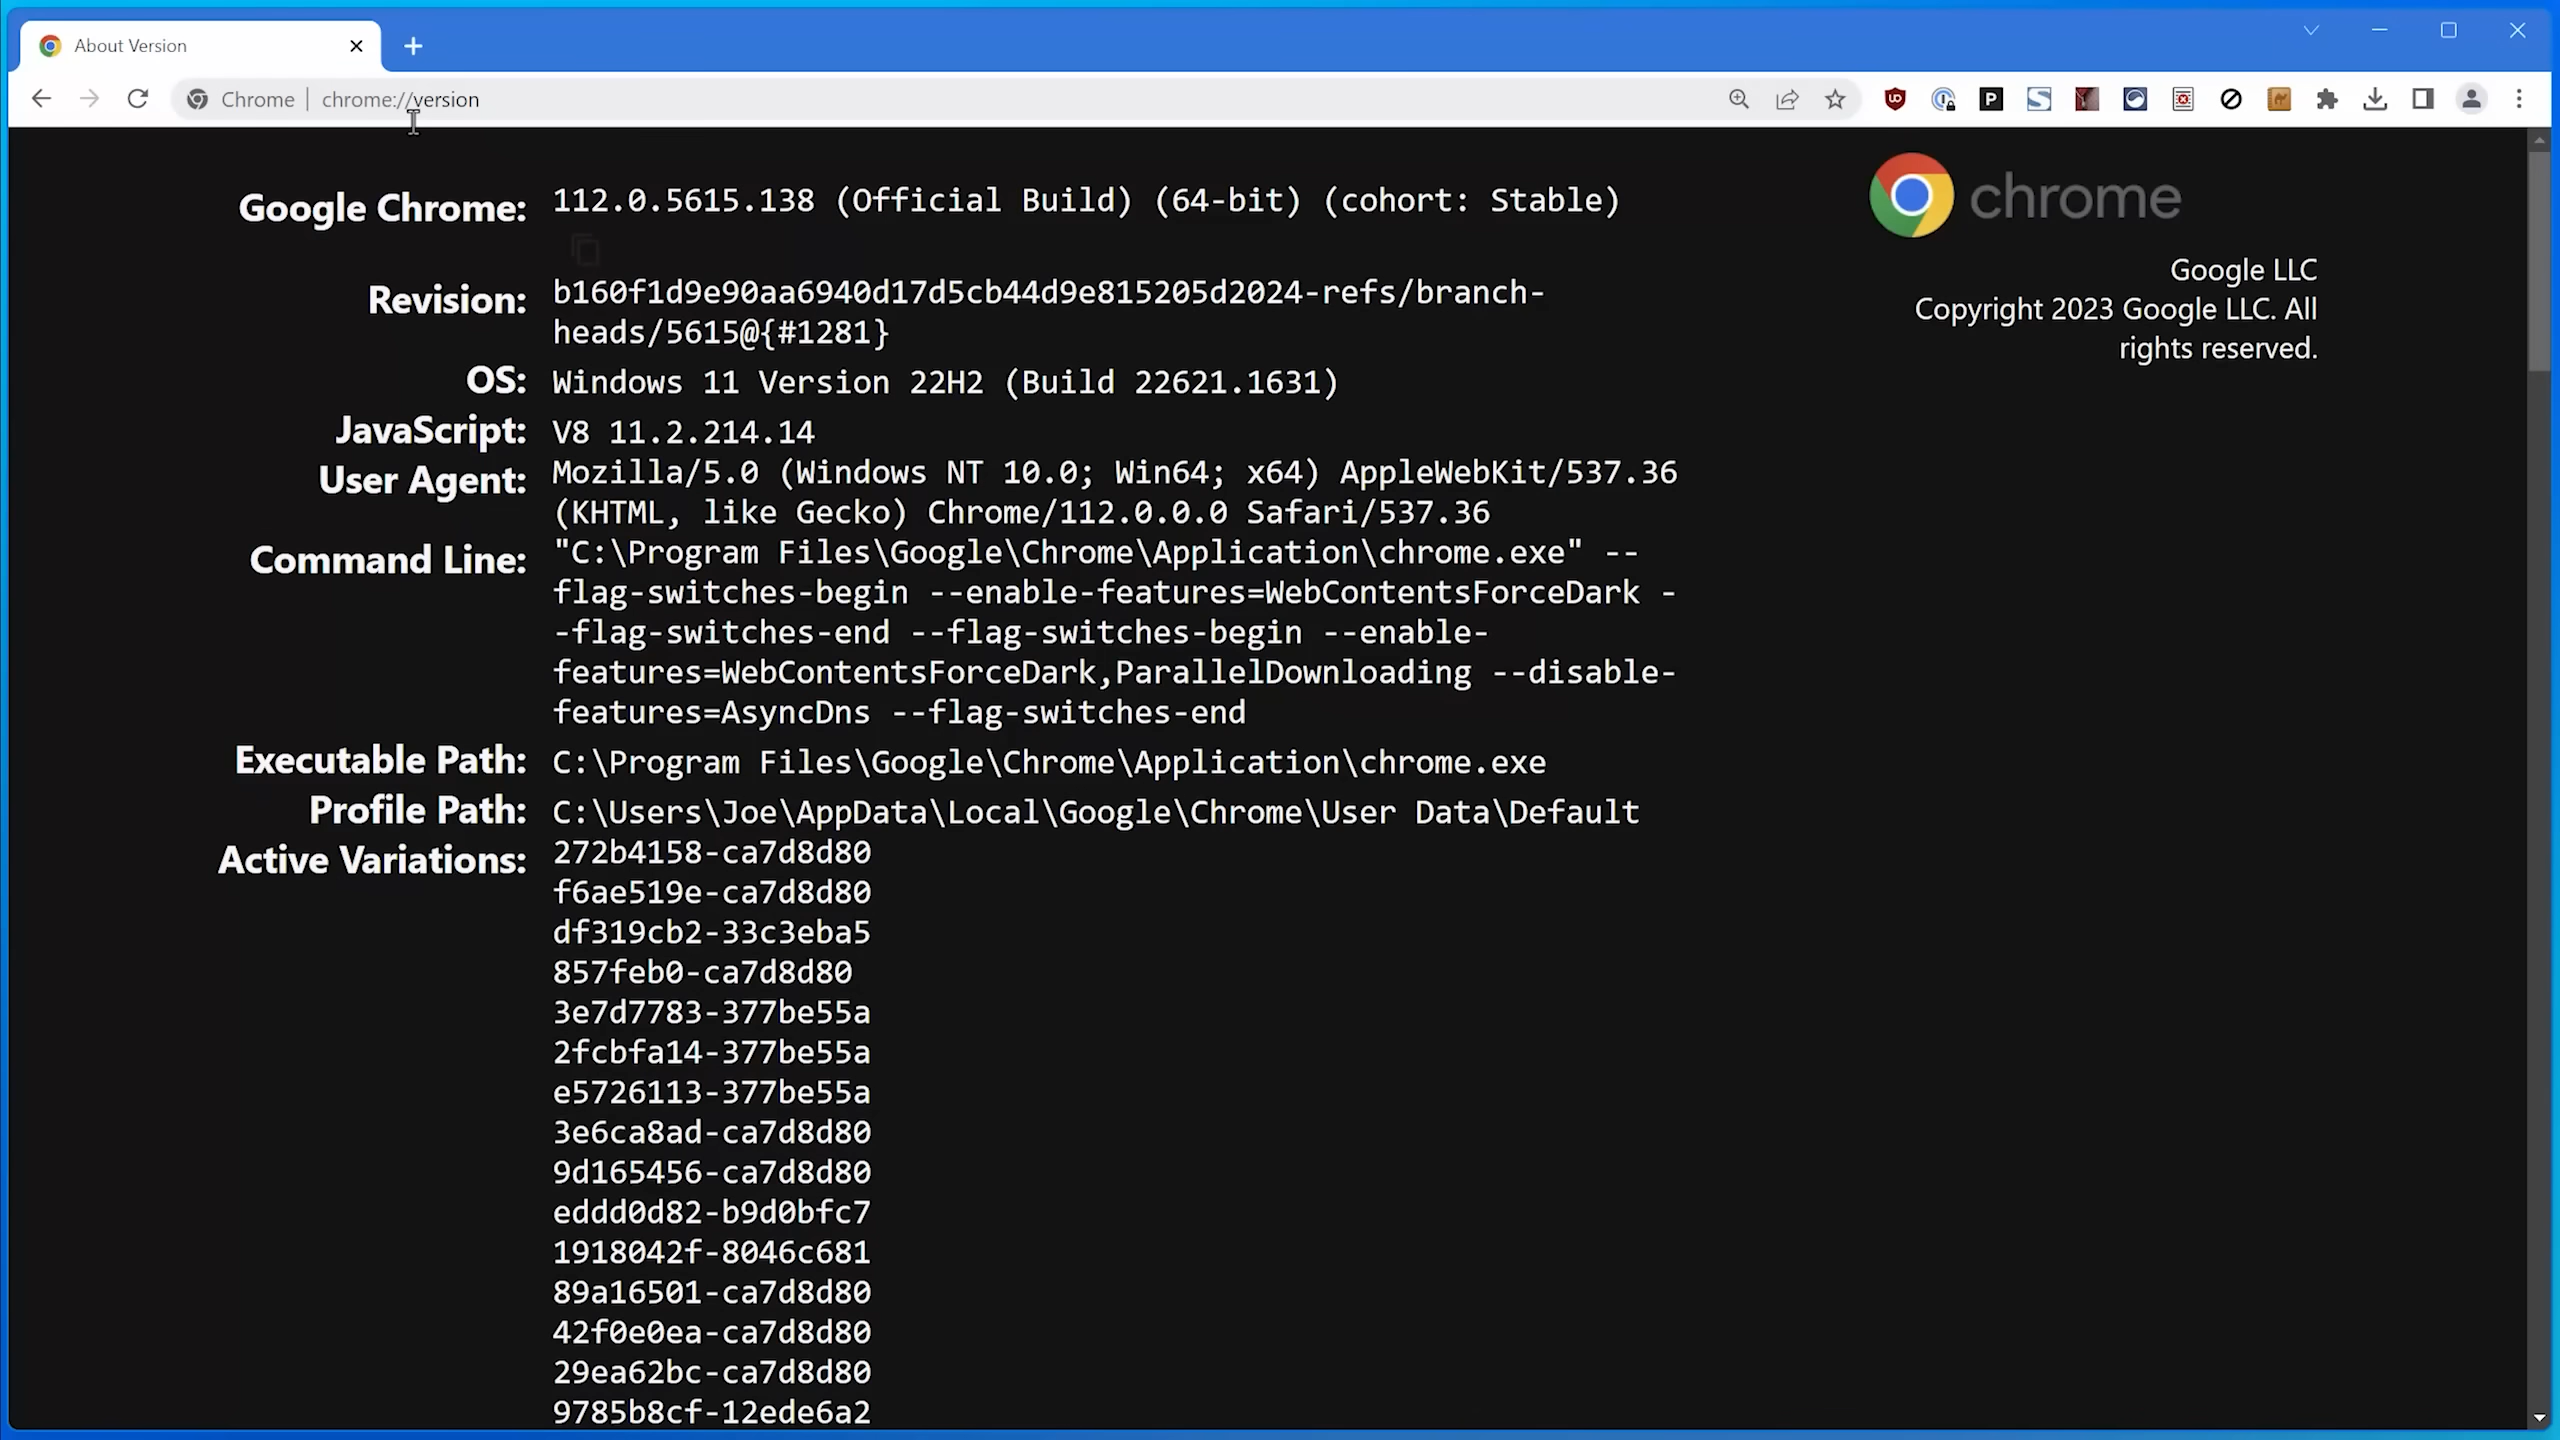 About Version
Chrome | chrome://version
Google Chrome: 112.0.5615.138 (Official Build) (64-bit) (cohort: Stable)
chrome
Google LLC
Copyright 2023 Google LLC. All
rights reserved.
Revision: b160f1d9e90aa6940d17d5cb44d9e815205d2024-refs/branch-
heads/5615@{#1281}
OS: Windows 11 Version 22H2 (Build 22621.1631)
JavaScript: V8 11.2.214.14
User Agent: Mozilla/5.0 (Windows NT 10.0; Win64; x64) AppleWebKit/537.36
(KHTML, like Gecko) Chrome/112.0.0.0 Safari/537.36
Command Line: "C:\Program Files\Google\Chrome\Application\chrome.exe" --
flag-switches-begin --enable-features=WebContentsForceDark -
-flag-switches-end --flag-switches-begin --enable-
features=WebContentsForceDark,ParallelDownloading --disable-
features=AsyncDns --flag-switches-end
Executable Path: C:\Program Files\Google\Chrome\Application\chrome.exe
Profile Path: C:\Users\Joe\AppData\Local\Google\Chrome\User Data\Default
Active Variations: 272b4158-ca7d8d80
f6ae519e-ca7d8d80
df319cb2-33c3eba5
857feb0-ca7d8d80
3e7d7783-377be55a
2fcbfa14-377be55a
e5726113-377be55a
3e6ca8ad-ca7d8d80
9d165456-ca7d8d80
eddd0d82-b9d0bfc7
1918042f-8046c681
89a16501-ca7d8d80
42f0e0ea-ca7d8d80
29ea62bc-ca7d8d80
9785b8cf-12ede6a2